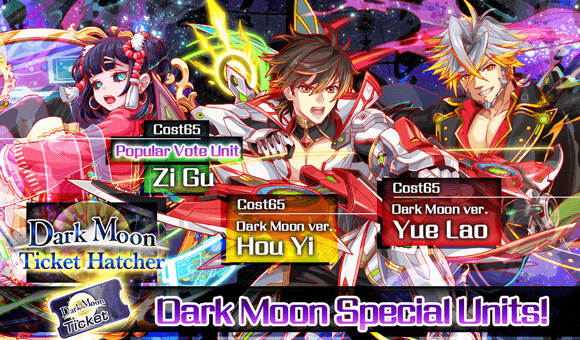 Cost65
Popular Vote Unit
Zi Gu
Cost65
Dark Moon ver.
Hou Yi
Cost65
Dark Moon ver.
Yue Lao
Dark Moon
Ticket Hatcher
Dark Moon
Ticket
Dark Moon Special Units!